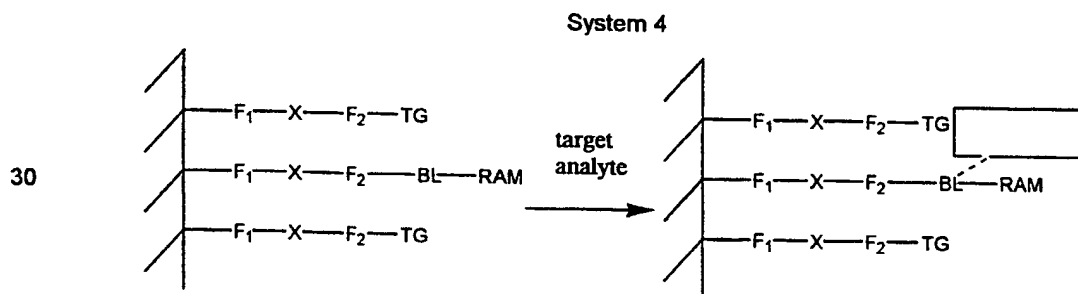 System 4
F₁—X—F₂—TG
F₁—X—F₂—BL—RAM
F₁—X—F₂—TG
30
target
analyte
F₁—X—F₂—TG
F₁—X—F₂—BL—RAM
F₁—X—F₂—TG